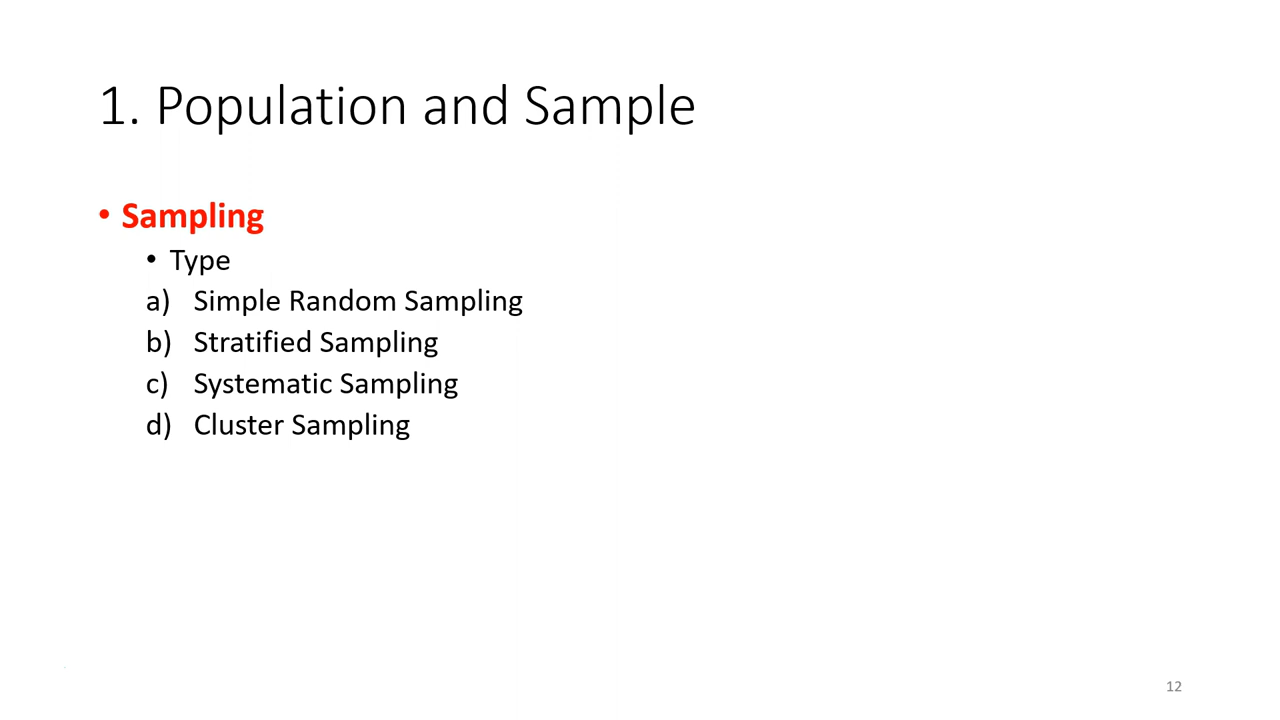 1. Population and Sample
• Sampling
• Type
a) Simple Random Sampling
b) Stratified Sampling
c) Systematic Sampling
d) Cluster Sampling
12